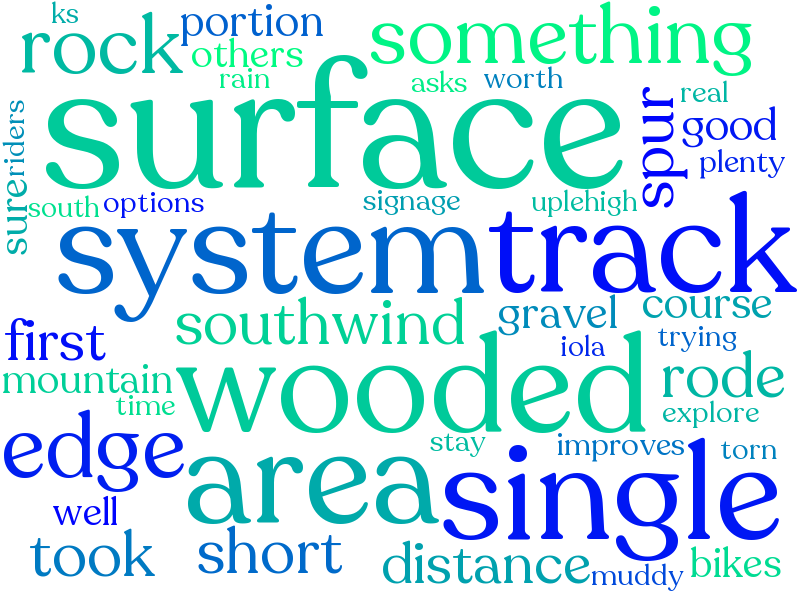 ks
portion
something
rock
others
rain
asks
worth
surface
riders
sure
spur
real
good
plenty
south
options
signage
uplehigh
system
track
southwind
gravel
course
first
iola
trying
mountain
wooded
rode
time
explore
edge
area
stay
single
improves
torn
well
took
short
distance
muddy
bikes